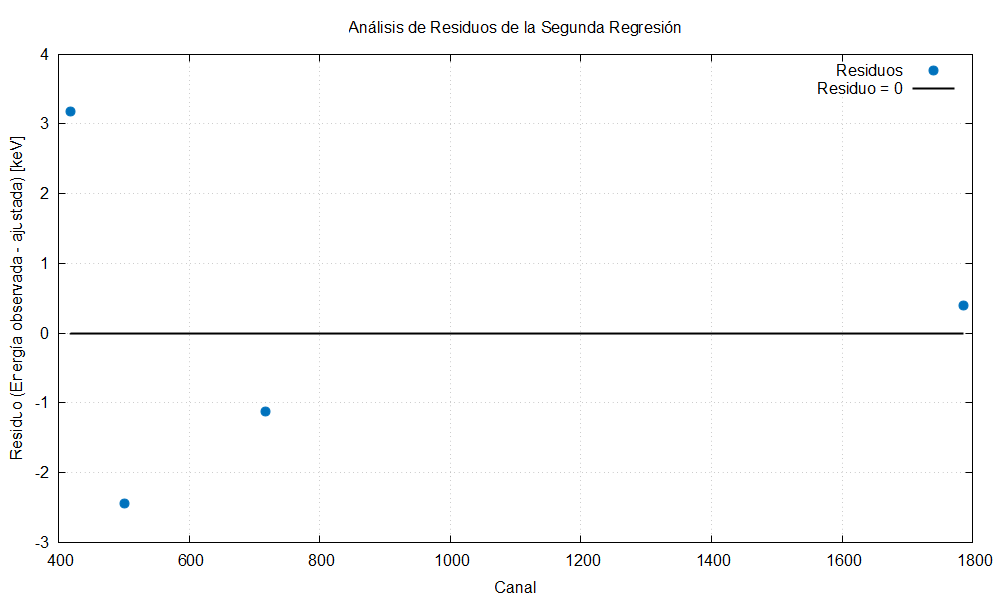 Análisis de Residuos de la Segunda Regresión
Residuos
Residuo = 0
Residuo (Energía observada - ajustada) [keV]
4
3
2
1
0
-1
-2
-3
400 600 800 1000 1200 1400 1600 1800
Canal